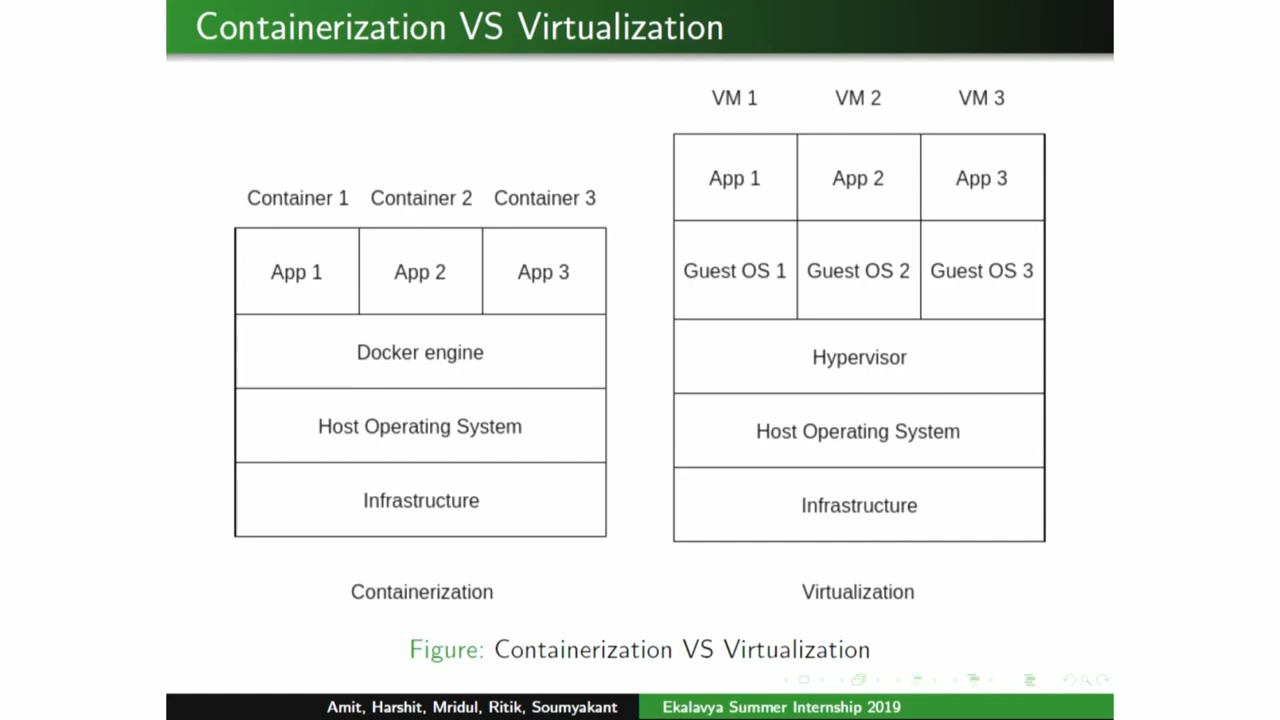 Containerization VS Virtualization
Container 1 Container 2 Container 3
App 1 App 2 App 3
Docker engine
Host Operating System
Infrastructure
Containerization
VM 1 VM 2 VM 3
App 1 App 2 App 3
Guest OS 1 Guest OS 2 Guest OS 3
Hypervisor
Host Operating System
Infrastructure
Virtualization
Figure: Containerization VS Virtualization
Amit, Harshit, Mridul, Ritik, Soumyakant
Ekalavya Summer Internship 2019